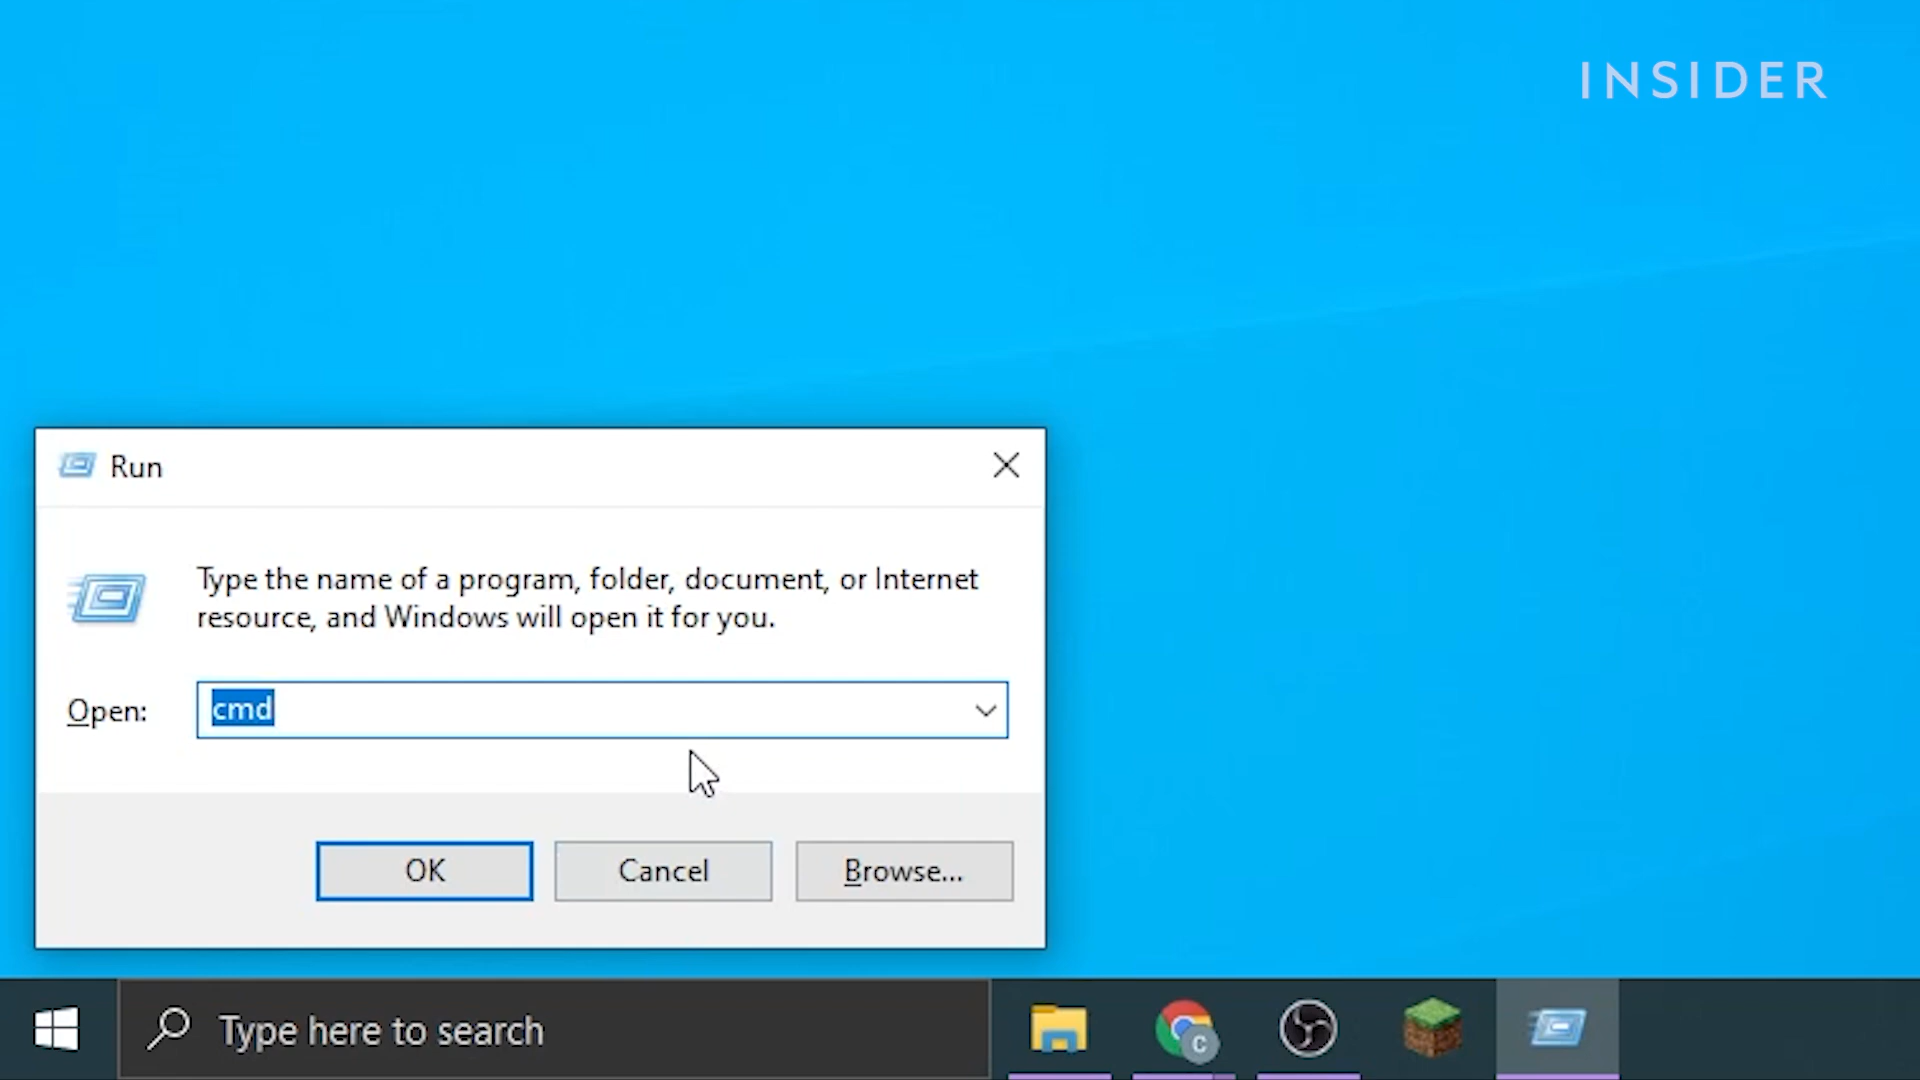 INSIDER
Run
Type the name of a program, folder, document, or Internet
resource, and Windows will open it for you.
Open:
cmd
OK
Cancel
Browse...
Type here to search
C